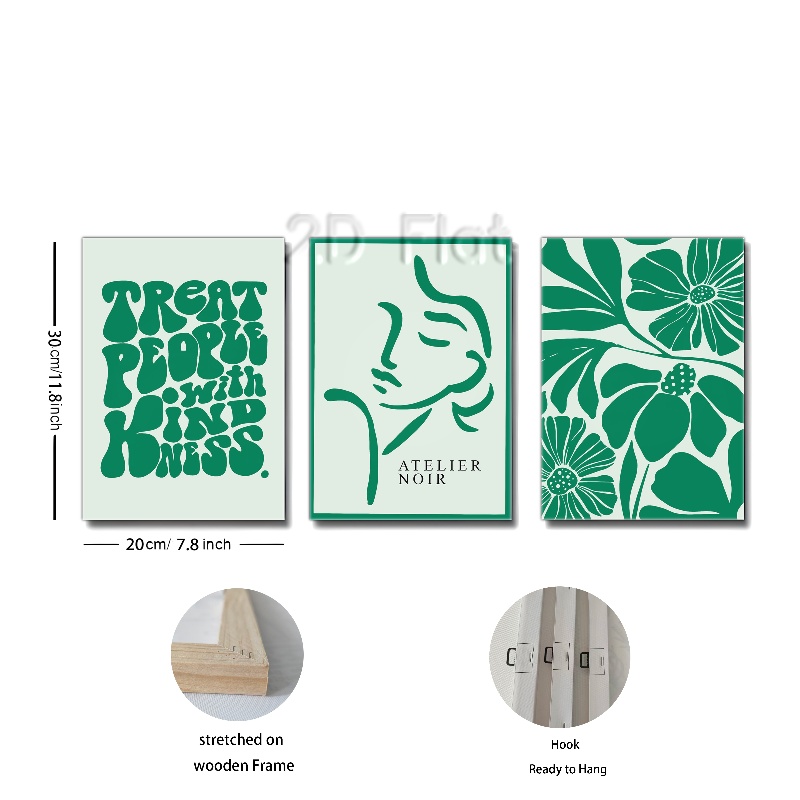 2D Flat
TREAT
PEOPLE
with
KIND
NESS.
ATELIER
NOIR
30cm/11.8inch
20cm/ 7.8 inch
stretched on
wooden Frame
Hook
Ready to Hang